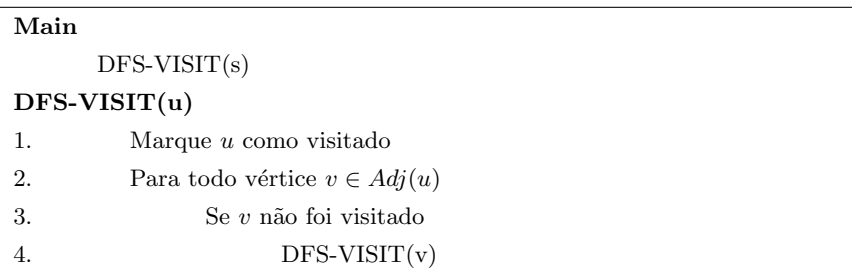 Main
DFS-VISIT(s)
DFS-VISIT(u)
1. Marque u como visitado
2. Para todo vértice v ∈ Adj(u)
3. Se v não foi visitado
4. DFS-VISIT(v)